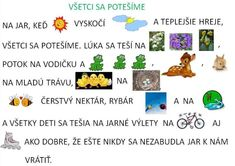 VŠETCI SA POTEŠÍME
NA JAR, KEĎ VYSKOČÍ A TEPLEJŠIE HREJE,
VŠETCI SA POTEŠÍME. LÚKA SA TEŠÍ NA ,
POTOK NA VODIČKU A , NA
NA MLADÚ TRÁVU, NA
ČERSTVÝ NEKTÁR, RYBÁR A NA
A VŠETKY DETI SA TEŠIA NA JARNÉ VÝLETY NA AJ
AKO DOBRE, ŽE EŠTE NIKDY SA NEZABUDLA JAR K NÁM
VRÁTIŤ.